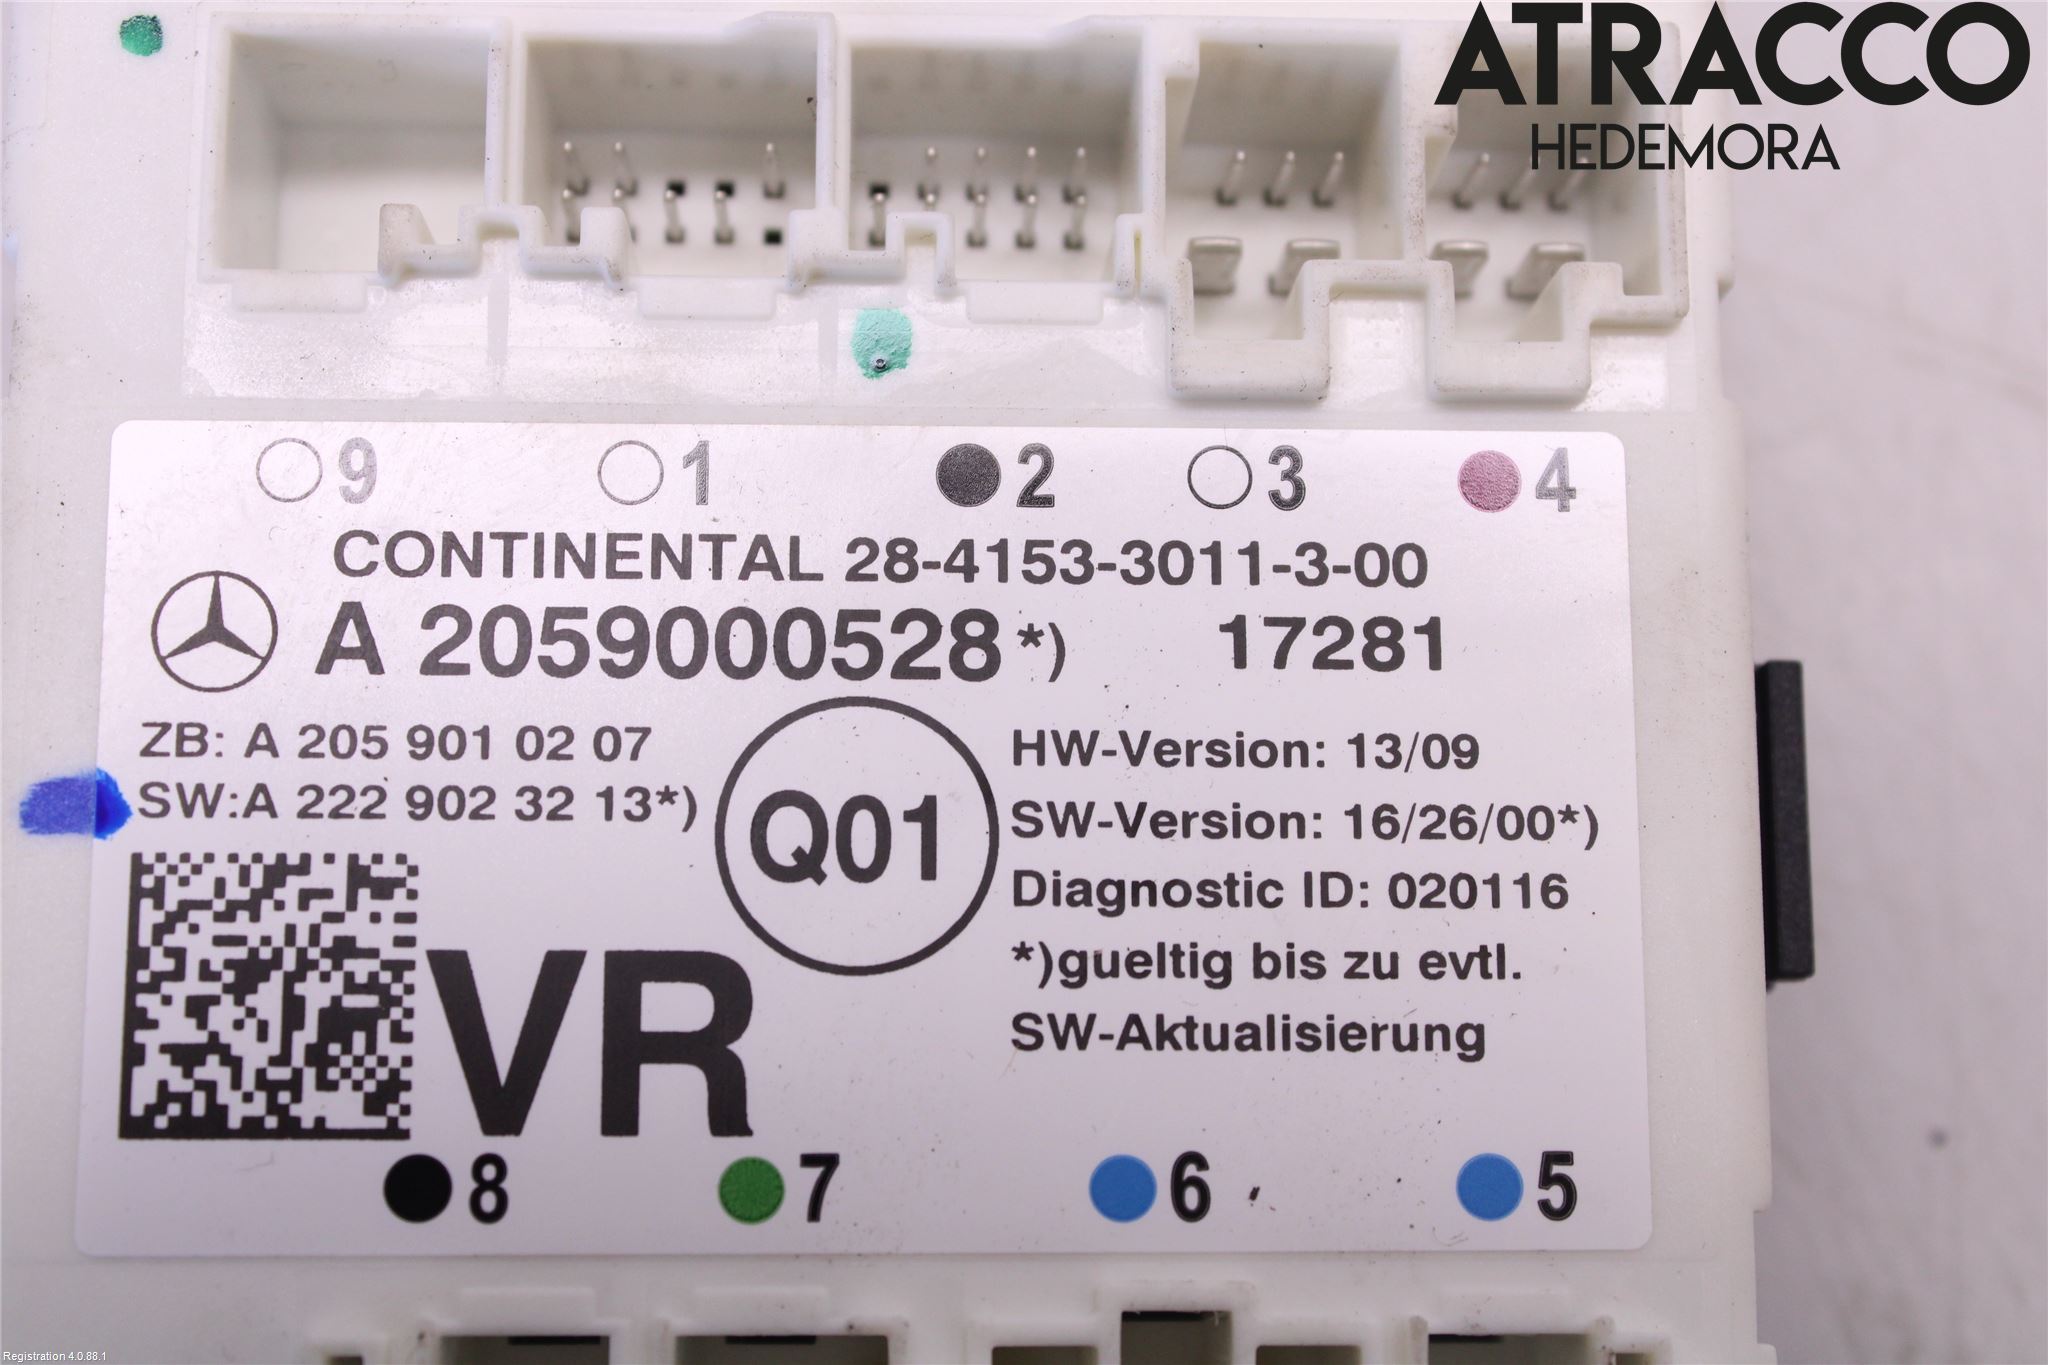 ATRACCO
HEDEMORA
9 1 2 3 4
CONTINENTAL 28-4153-3011-3-00
A 2059000528*) 17281
ZB: A 205 901 02 07
SW:A 222 902 32 13*)
Q01
HW-Version: 13/09
SW-Version: 16/26/00*)
Diagnostic ID: 020116
*)gueltig bis zu evtl.
SW-Aktualisierung
VR
8 7 6 5
Registration 4.0.88.1